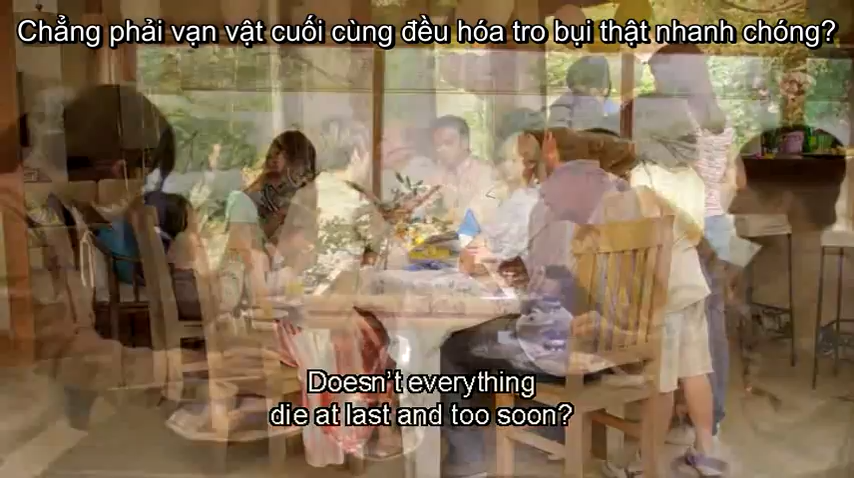 Chẳng phải vạn vật cuối cùng đều hóa tro bụi thật nhanh chóng?
Doesn't everything
die at last and too soon?